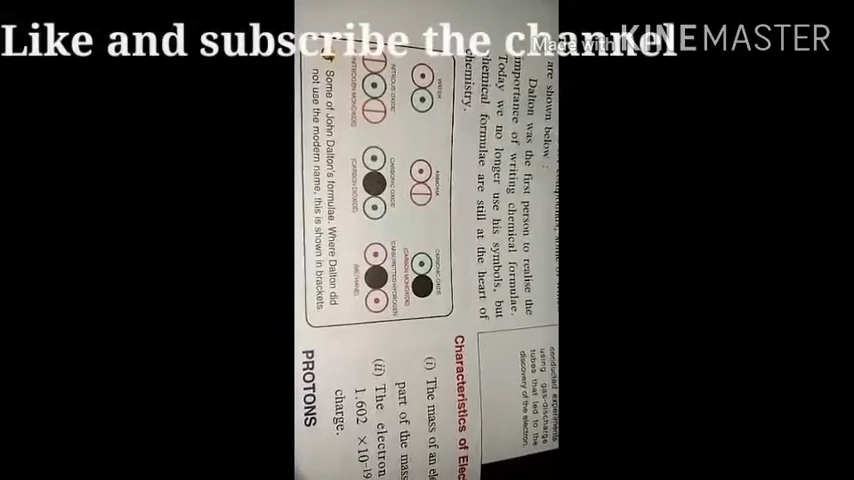 Like and subscribe the channel
Made with KINEMASTER
are shown below :
Dalton was the first person to realise the
importance of writing chemical formulae.
Today we no longer use his symbols, but
chemical formulae are still at the heart of
chemistry.
WATER
AMMONIA
CARBONIC OXIDE
(CARBON MONOXIDE)
NITROUS OXIDE
(NITROGEN MONOXIDE)
CARBONIC OXIDE
(CARBON DIOXIDE)
CARBURETTED HYDROGEN
(METHANE)
Some of John Dalton's formulae. Where Dalton did
not use the modern name, this is shown in brackets.
conducted experiments
using gas-discharge
tubes that led to the
discovery of the electron.
Characteristics of Elec
(i) The mass of an ele
part of the mass
(ii) The electron
1.602 ×10⁻¹⁹
charge.
PROTONS